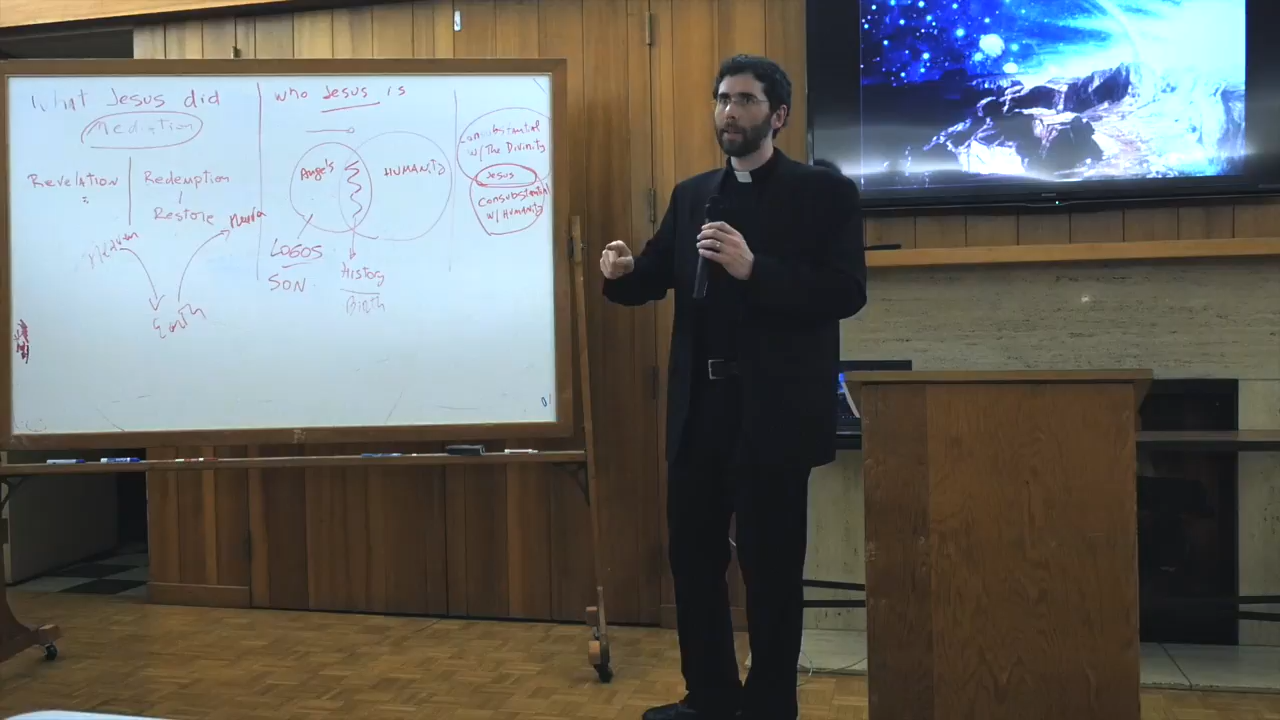 What Jesus did
Mediation
Revelation
Redemption
Restore
Earth
who Jesus is
Angels
HUMANITY
LOGOS
SON
History
Birth
consubstantial
w/ The Divinity
Jesus
consubstantial
w/ HUMANITY